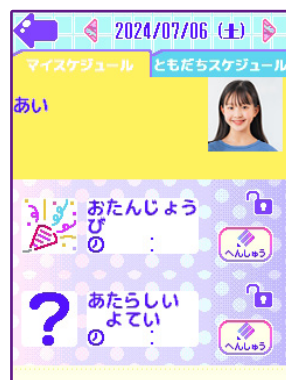 2024/07/06 (土)
マイスケジュール ともだちスケジュール
あい
おたんじょう
び
:
へんしゅう
あたらしい
よてい
:
へんしゅう